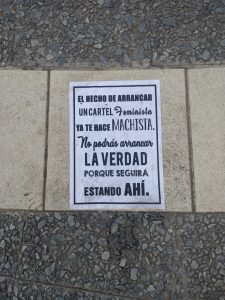 EL HECHO DE ARRANCAR
UN CARTEL Feminista
YA TE HACE MACHISTA.
No podrás arrancar
LA VERDAD
PORQUE SEGUIRÁ
ESTANDO AHÍ.